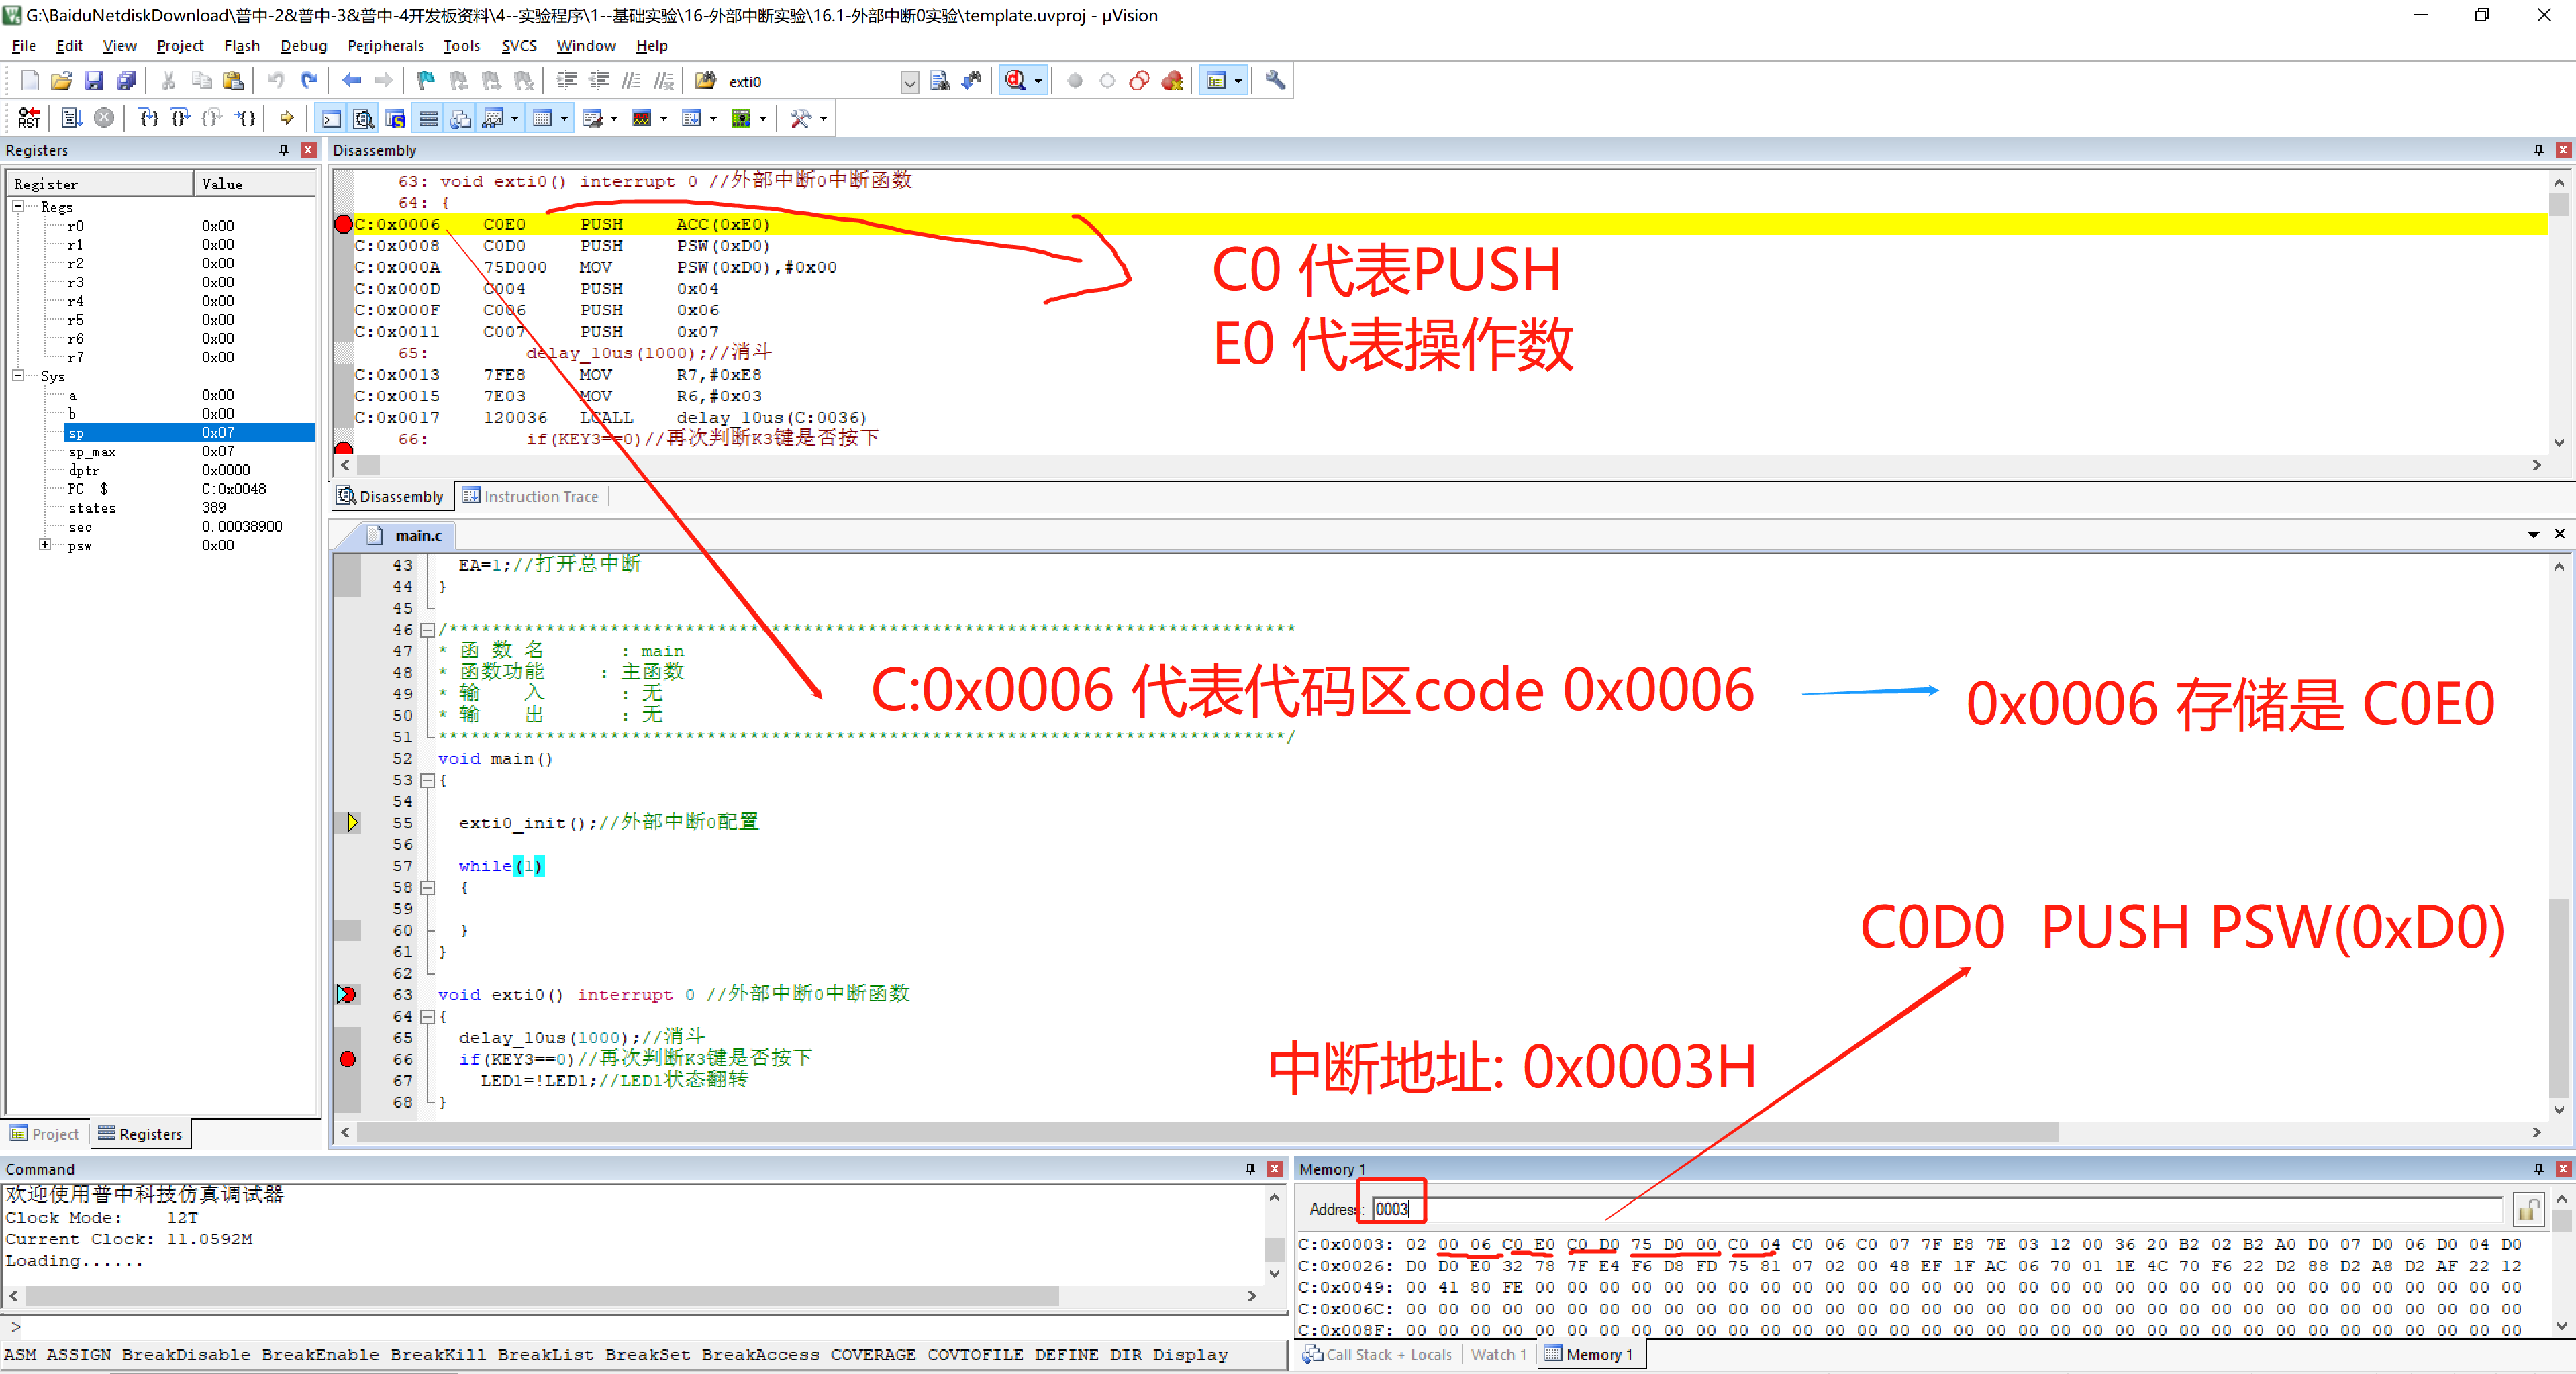 G:\BaiduNetdiskDownload\普中-2&普中-3&普中-4开发板资料\4--实验程序\1--基础实验\16-外部中断实验\16.1-外部中断0实验\template.uvproj - µVision
File Edit View Project Flash Debug Peripherals Tools SVCS Window Help
exti0
RST
Registers
Register Value
Regs
r0 0x00
r1 0x00
r2 0x00
r3 0x00
r4 0x00
r5 0x00
r6 0x00
r7 0x00
Sys
a 0x00
b 0x00
sp 0x07
sp_max 0x07
dptr 0x0000
PC $ C:0x0048
states 389
sec 0.00038900
psw 0x00
Project Registers
Disassembly
63: void exti0() interrupt 0 //外部中断0中断函数
64: {
C:0x0006 C0E0 PUSH ACC(0xE0)
C:0x0008 C0D0 PUSH PSW(0xD0)
C:0x000A 75D000 MOV PSW(0xD0),#0x00
C:0x000D C004 PUSH 0x04
C:0x000F C006 PUSH 0x06
C:0x0011 C007 PUSH 0x07
65: delay_10us(1000);//消斗
C:0x0013 7FE8 MOV R7,#0xE8
C:0x0015 7E03 MOV R6,#0x03
C:0x0017 120036 LCALL delay_10us(C:0036)
66: if(KEY3==0)//再次判断K3键是否按下
C0 代表PUSH
E0 代表操作数
Disassembly Instruction Trace
main.c
43 EA=1;//打开总中断
44 }
45
46 /*******************************************************************************
47 * 函 数 名 : main
48 * 函数功能 : 主函数
49 * 输 入 : 无
50 * 输 出 : 无
51 *******************************************************************************/
52 void main()
53 {
54
55 exti0_init();//外部中断0配置
56
57 while(1)
58 {
59
60 }
61 }
62
63 void exti0() interrupt 0 //外部中断0中断函数
64 {
65 delay_10us(1000);//消斗
66 if(KEY3==0)//再次判断K3键是否按下
67 LED1=!LED1;//LED1状态翻转
68 }
C:0x0006 代表代码区code 0x0006
0x0006 存储是 C0E0
C0D0 PUSH PSW(0xD0)
中断地址: 0x0003H
Command
欢迎使用普中科技仿真调试器
Clock Mode: 12T
Current Clock: 11.0592M
Loading......
>
ASM ASSIGN BreakDisable BreakEnable BreakKill BreakList BreakSet BreakAccess COVERAGE COVTOFILE DEFINE DIR Display
Memory 1
Address: 0003
C:0x0003: 02 00 06 C0 E0 C0 D0 75 D0 00 C0 04 C0 06 C0 07 7F E8 7E 03 12 00 36 20 B2 02 B2 A0 D0 07 D0 06 D0 04 D0
C:0x0026: D0 D0 E0 32 78 7F E4 F6 D8 FD 75 81 07 02 00 48 EF 1F AC 06 70 01 1E 4C 70 F6 22 D2 88 D2 A8 D2 AF 22 12
C:0x0049: 00 41 80 FE 00 00 00 00 00 00 00 00 00 00 00 00 00 00 00 00 00 00 00 00 00 00 00 00 00 00 00 00 00 00 00
C:0x006C: 00 00 00 00 00 00 00 00 00 00 00 00 00 00 00 00 00 00 00 00 00 00 00 00 00 00 00 00 00 00 00 00 00 00 00
C:0x008F: 00 00 00 00 00 00 00 00 00 00 00 00 00 00 00 00 00 00 00 00 00 00 00 00 00 00 00 00 00 00 00 00 00 00 00
Call Stack + Locals Watch 1 Memory 1